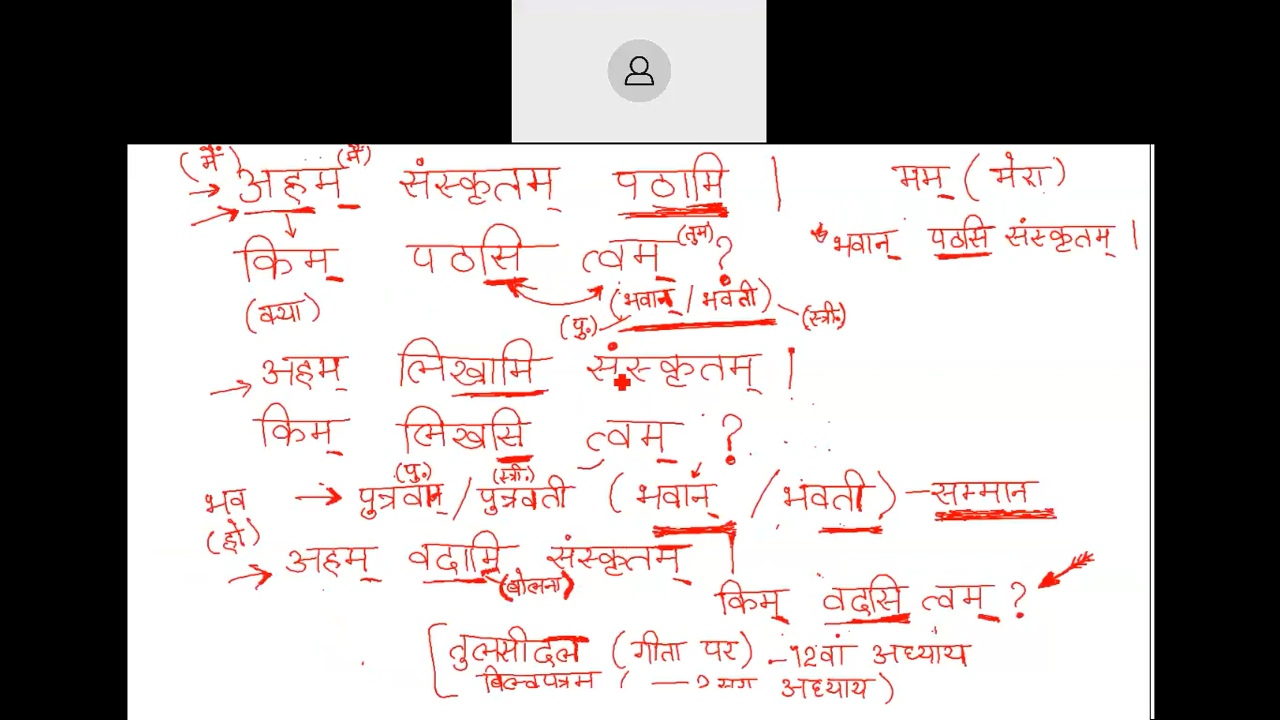 (मैं) (मैं)
→ अहम् संस्कृतम् पठामि | मम् (मेरा)
किम् पठसि त्वम् (तुम) ? भवान् पठसि संस्कृतम् |
(क्या) (पु.) (भवान् / भवती) (स्त्री.)
→ अहम् लिखामि संस्कृतम् |
किम् लिखसि त्वम् ?
(पु.) (स्त्री.)
भव → पुत्रवान् / पुत्रवती (भवान् / भवती) – सम्मान
(हो)
→ अहम् वदामि संस्कृतम् |
(बोलना) किम् वदसि त्वम् ?
तुलसीदल (गीता पर) – 12वां अध्याय
बिल्वपत्रम अध्याय)